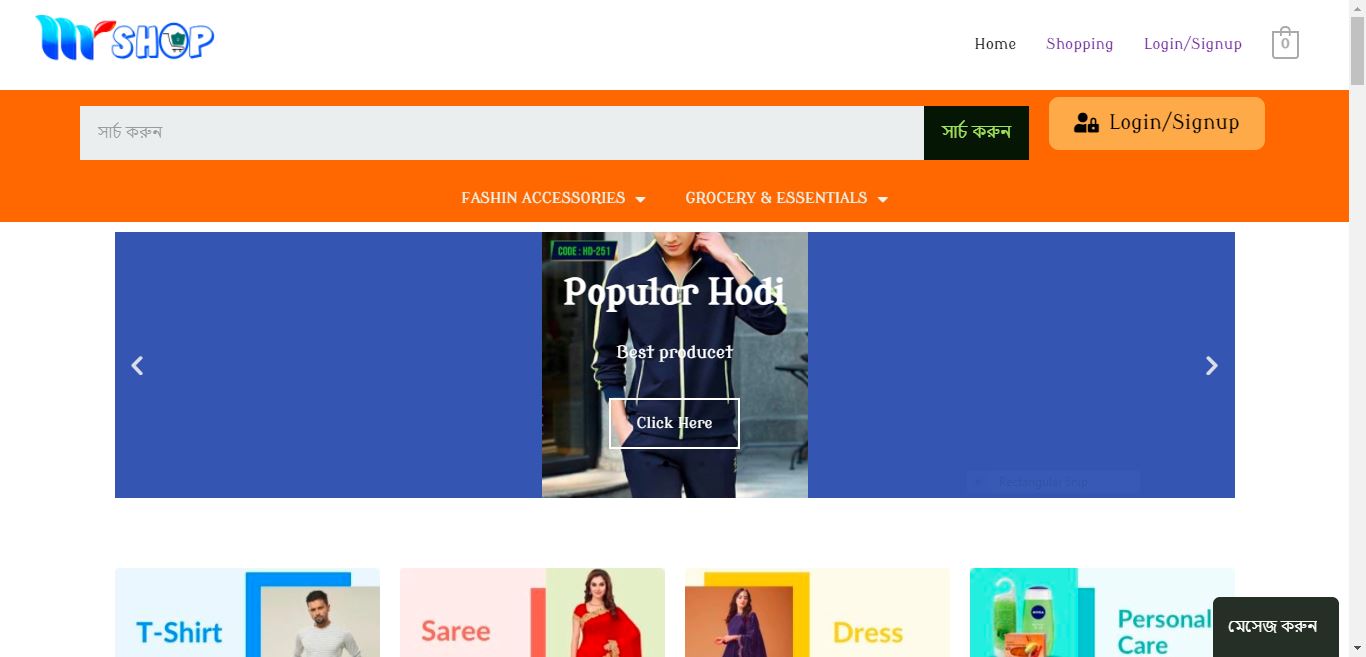 SHOP
Home
Shopping
Login/Signup
0
সার্চ করুন
সার্চ করুন
Login/Signup
FASHIN ACCESSORIES
GROCERY & ESSENTIALS
CODE : HD-251
Popular Hodi
Best producet
Click Here
Rectangular Snip
T-Shirt
Saree
Dress
NIVEA
Personal
Care
মেসেজ করুন